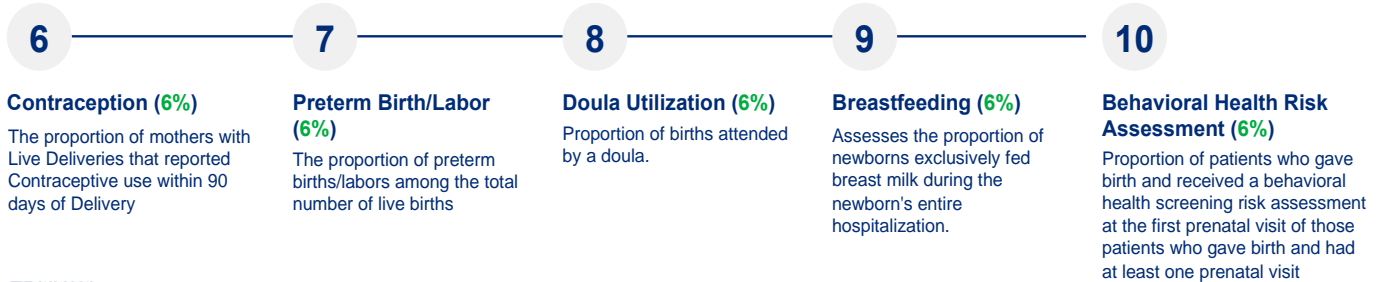 6
7
8
9
10
Contraception (6%)
The proportion of mothers with
Live Deliveries that reported
Contraceptive use within 90
days of Delivery
Preterm Birth/Labor
(6%)
The proportion of preterm
births/labors among the total
number of live births
Doula Utilization (6%)
Proportion of births attended
by a doula.
Breastfeeding (6%)
Assesses the proportion of
newborns exclusively fed
breast milk during the
newborn's entire
hospitalization.
Behavioral Health Risk
Assessment (6%)
Proportion of patients who gave
birth and received a behavioral
health screening risk assessment
at the first prenatal visit of those
patients who gave birth and had
at least one prenatal visit